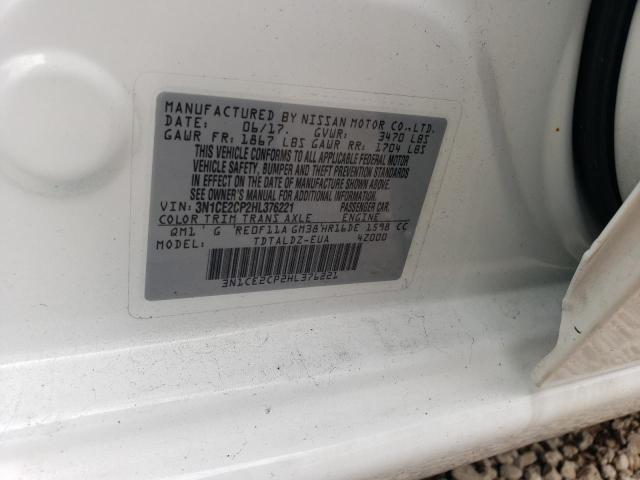 MANUFACTURED BY NISSAN MOTOR CO., LTD.
DATE: 06/17. GVWR: 3470 LBS
GAWR FR: 1867 LBS GAWR RR: 1704 LBS
THIS VEHICLE CONFORMS TO ALL APPLICABLE FEDERAL MOTOR
VEHICLE SAFETY, BUMPER AND THEFT PREVENTION STANDARDS
IN EFFECT ON THE DATE OF MANUFACTURE SHOWN ABOVE.
SEE OWNER'S MANUAL FOR ADDITIONAL INFORMATION.
VIN: 3N1CE2CP2HL376221 PASSENGER CAR.
COLOR TRIM TRANS AXLE ENGINE
QM1 G RE0F11A GM38 HR16DE 1598 CC
MODEL: TDTALDZ-EUA 4Z000
3N1CE2CP2HL376221